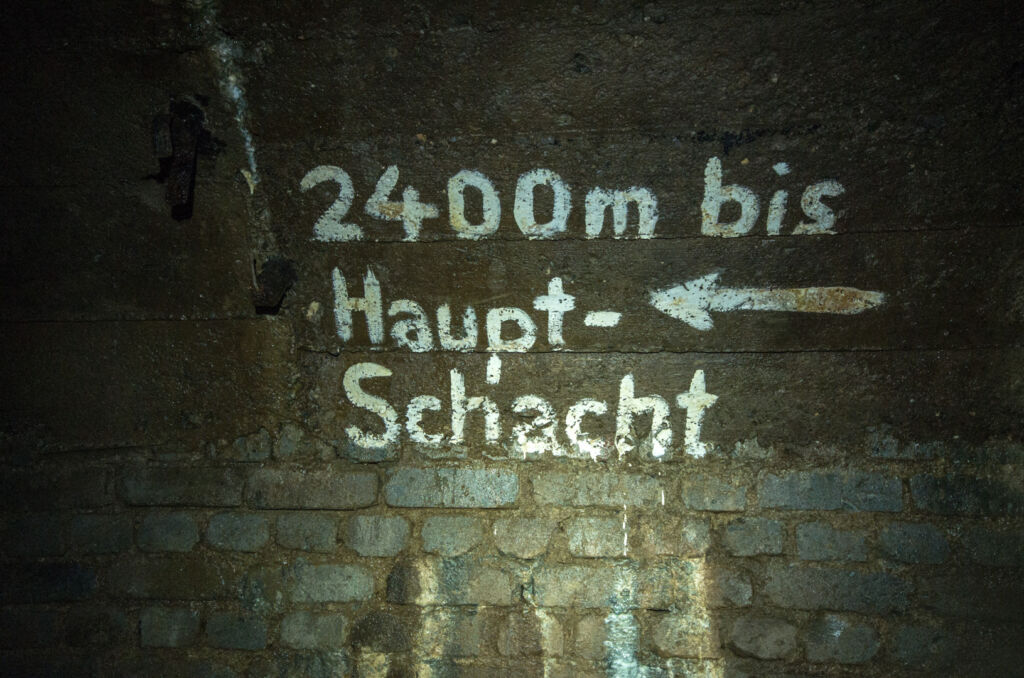 2400m bis
Haupt-
Schacht